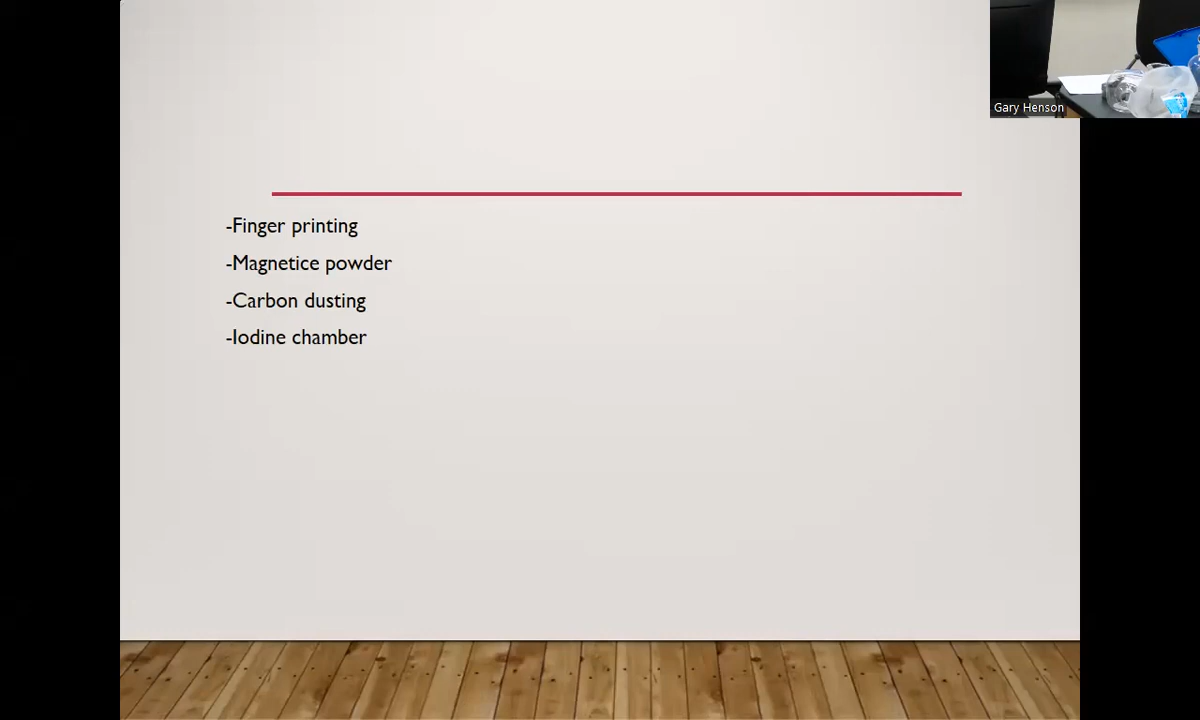 Gary Henson
-Finger printing
-Magnetice powder
-Carbon dusting
-Iodine chamber